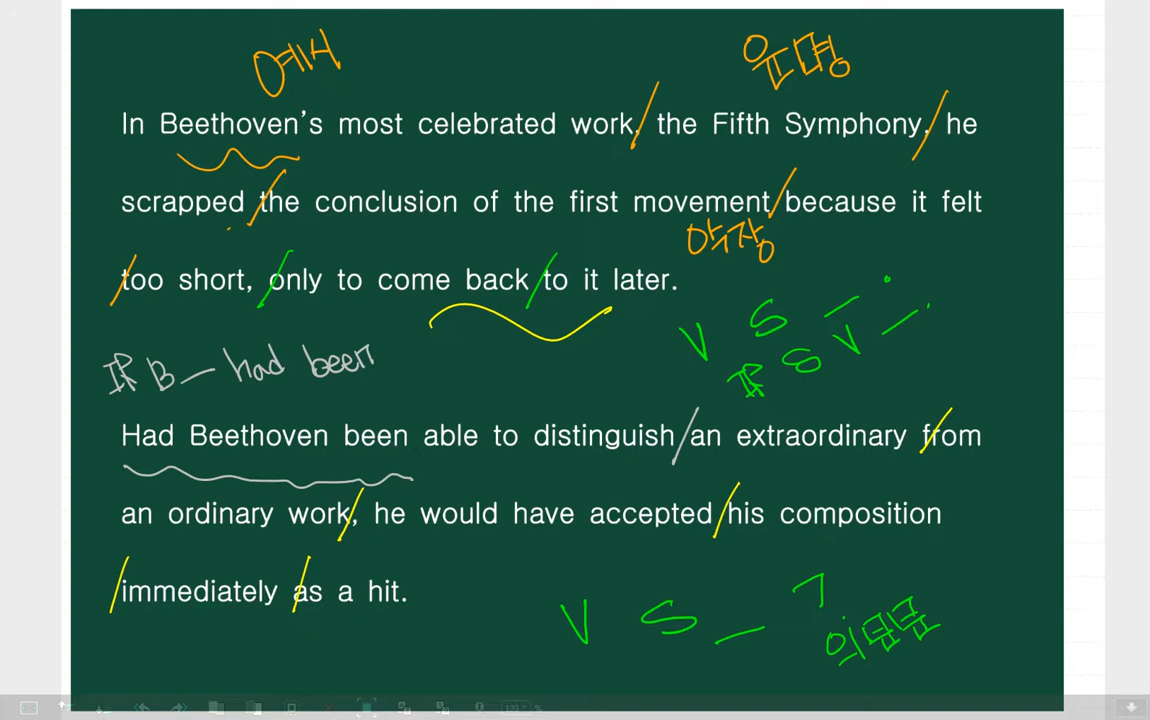 예시 유명
In Beethoven's most celebrated work, the Fifth Symphony, he
scrapped the conclusion of the first movement because it felt
악장
too short, only to come back to it later.
V S — .
IF S V — .
IF B — had been
Had Beethoven been able to distinguish an extraordinary from
an ordinary work, he would have accepted his composition
immediately as a hit.
V S — ?
의문문
133 %